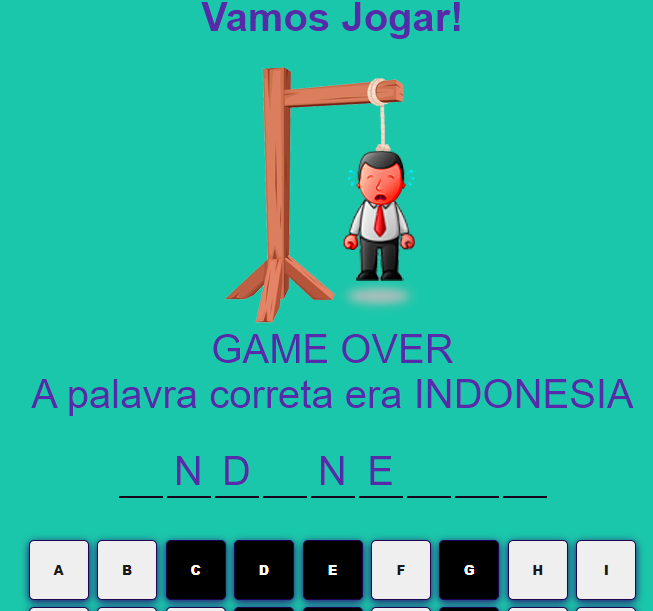 Vamos Jogar!
GAME OVER
A palavra correta era INDONESIA
_ N D _ N E _ _ _
A B C D E F G H I